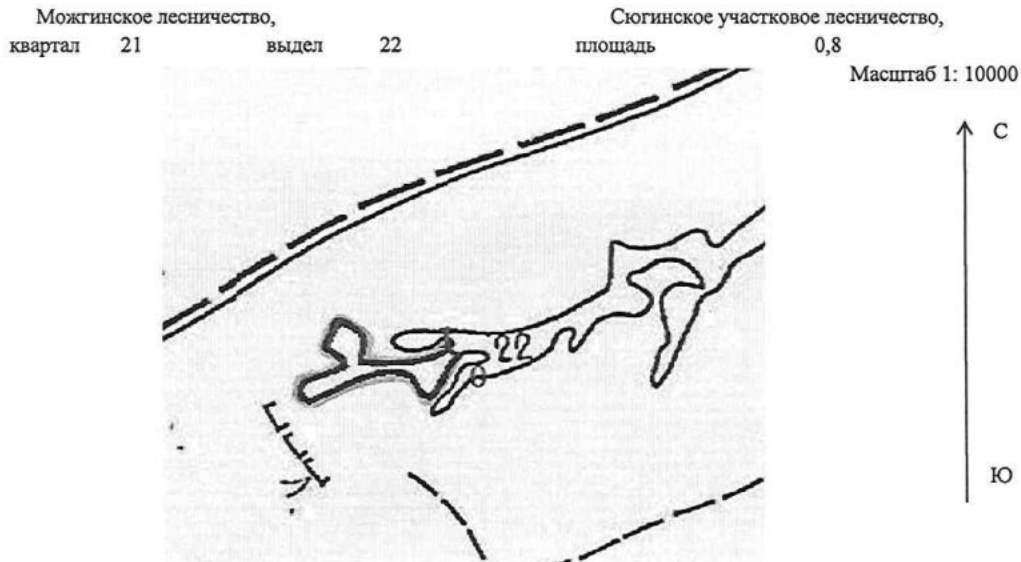 Можгинское лесничество, Сюгинское участковое лесничество,
квартал 21 выдел 22 площадь 0,8
Масштаб 1: 10000
С
22
Ю